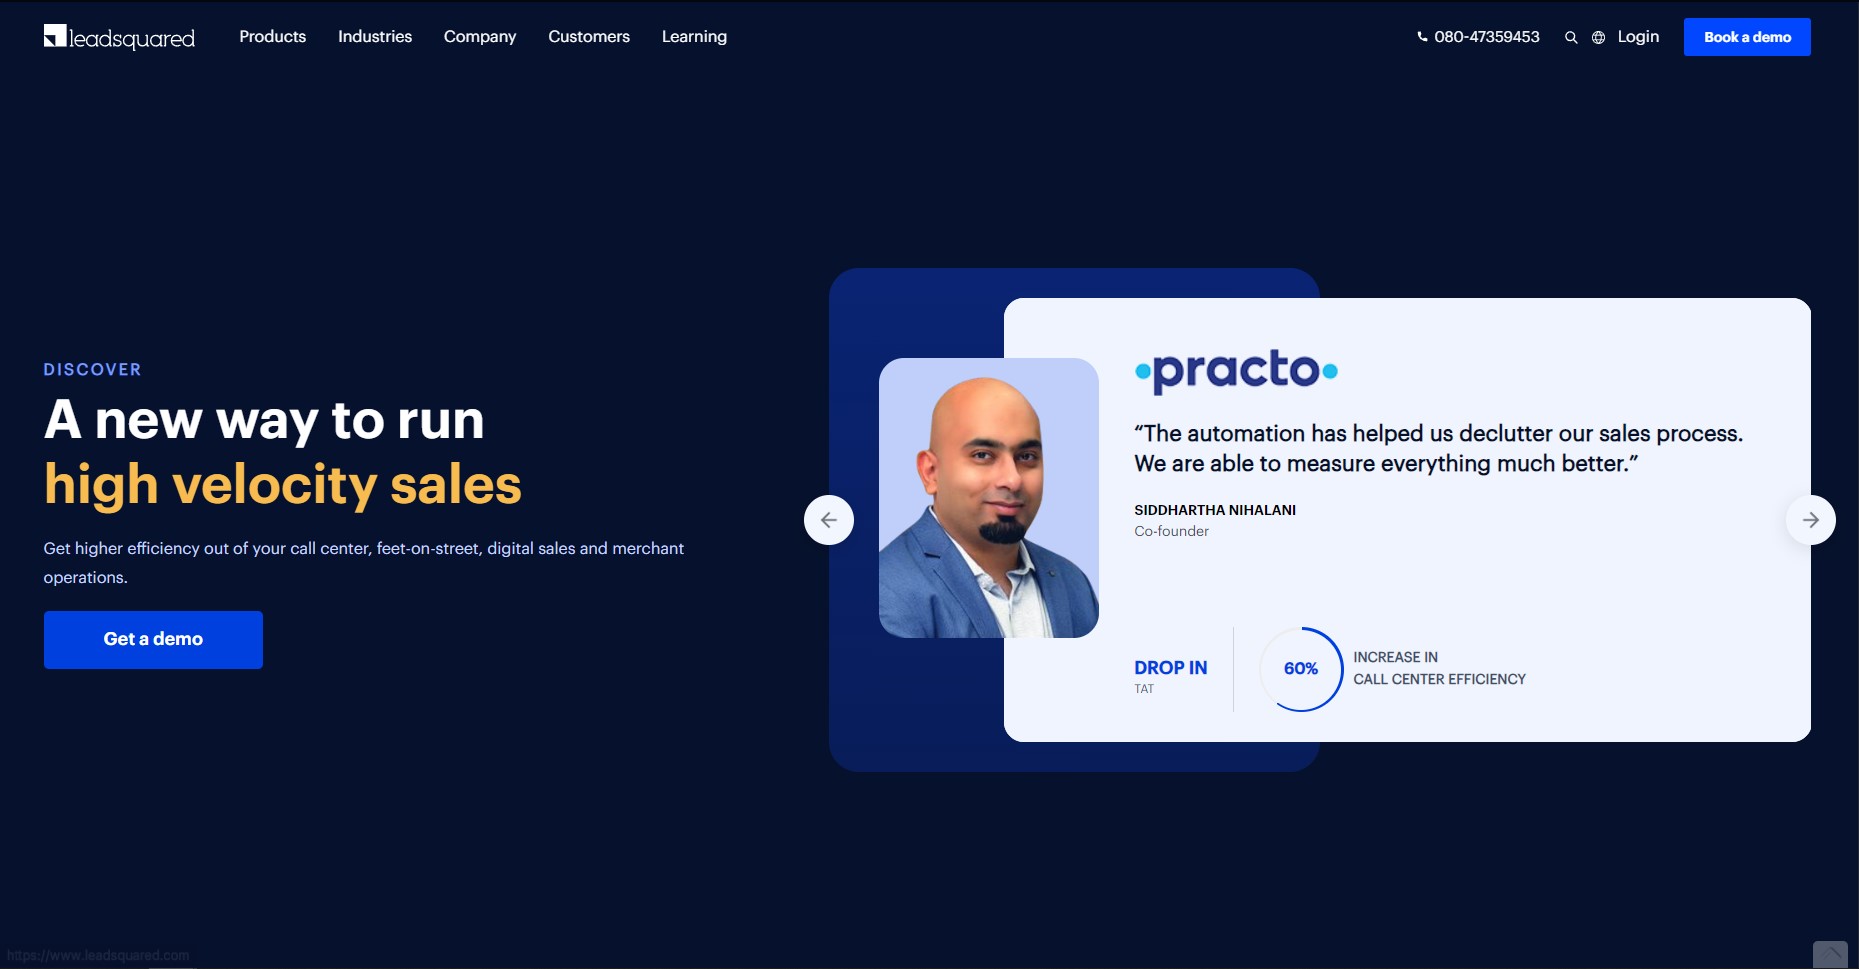 leadsquared
Products
Industries
Company
Customers
Learning
080-47359453
Login
Book a demo
DISCOVER
A new way to run
high velocity sales
Get higher efficiency out of your call center, feet-on-street, digital sales and merchant
operations.
Get a demo
practo
“The automation has helped us declutter our sales process.
We are able to measure everything much better.”
SIDDHARTHA NIHALANI
Co-founder
DROP IN
TAT
60%
INCREASE IN
CALL CENTER EFFICIENCY
https://www.leadsquared.com